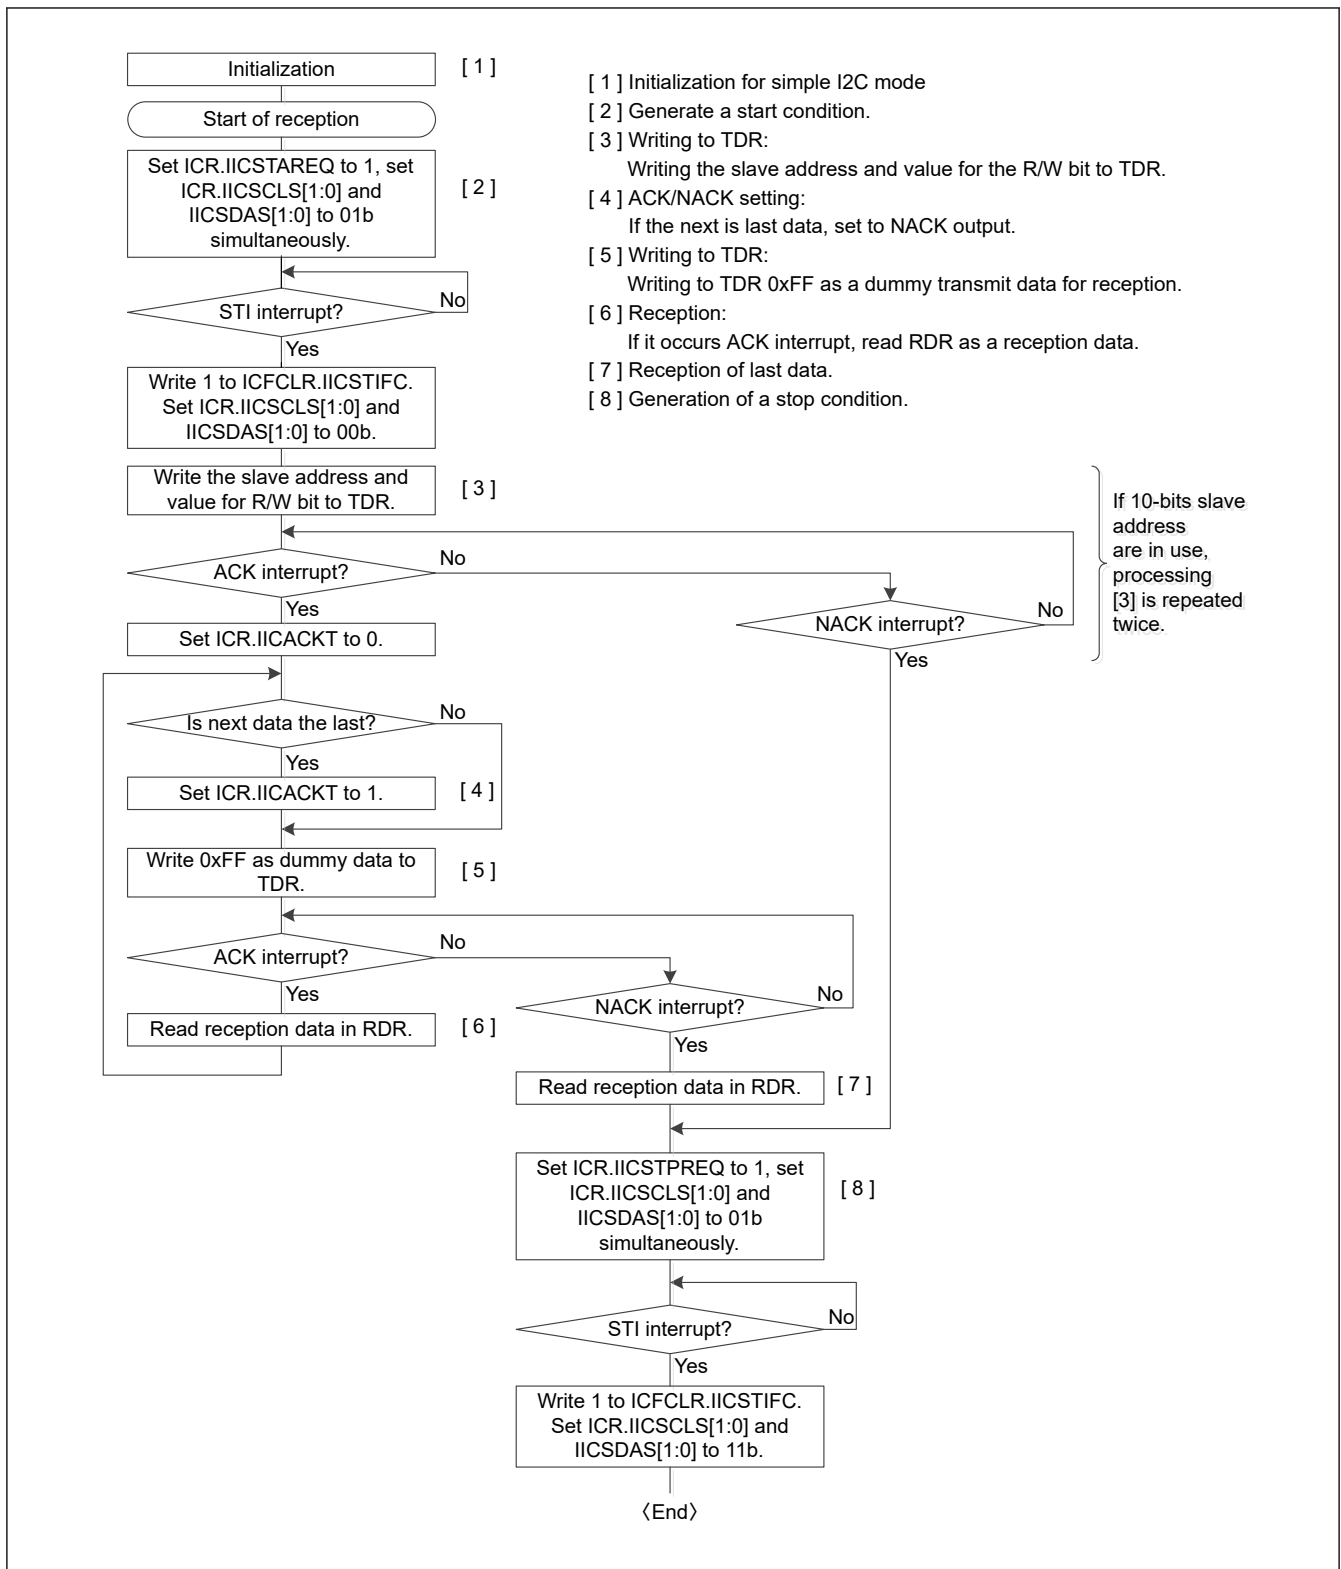 Initialization
[ 1 ]
Start of reception
Set ICR.IICSTAREQ to 1, set
ICR.IICSCLS[1:0] and
IICSDAS[1:0] to 01b
simultaneously.
[ 2 ]
STI interrupt?
No
Yes
Write 1 to ICFCLR.IICSTIFC.
Set ICR.IICSCLS[1:0] and
IICSDAS[1:0] to 00b.
Write the slave address and
value for R/W bit to TDR.
[ 3 ]
ACK interrupt?
No
Yes
Set ICR.IICACKT to 0.
Is next data the last?
No
Yes
Set ICR.IICACKT to 1.
[ 4 ]
Write 0xFF as dummy data to
TDR.
[ 5 ]
ACK interrupt?
No
Yes
Read reception data in RDR.
[ 6 ]
[ 1 ] Initialization for simple I2C mode
[ 2 ] Generate a start condition.
[ 3 ] Writing to TDR:
Writing the slave address and value for the R/W bit to TDR.
[ 4 ] ACK/NACK setting:
If the next is last data, set to NACK output.
[ 5 ] Writing to TDR:
Writing to TDR 0xFF as a dummy transmit data for reception.
[ 6 ] Reception:
If it occurs ACK interrupt, read RDR as a reception data.
[ 7 ] Reception of last data.
[ 8 ] Generation of a stop condition.
If 10-bits slave
address
are in use,
processing
[3] is repeated
twice.
NACK interrupt?
No
Yes
NACK interrupt?
No
Yes
Read reception data in RDR.
[ 7 ]
Set ICR.IICSTPREQ to 1, set
ICR.IICSCLS[1:0] and
IICSDAS[1:0] to 01b
simultaneously.
[ 8 ]
STI interrupt?
No
Yes
Write 1 to ICFCLR.IICSTIFC.
Set ICR.IICSCLS[1:0] and
IICSDAS[1:0] to 11b.
〈End〉